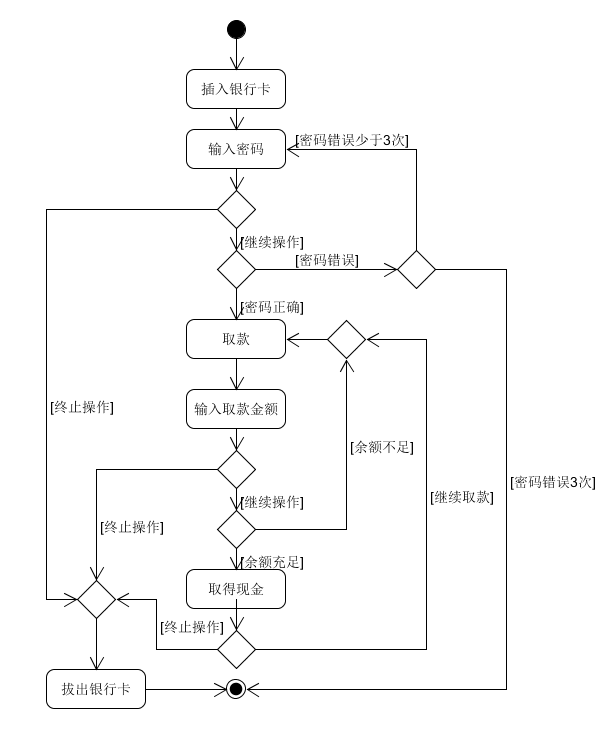 插入银行卡
[密码错误少于3次]
输入密码
[继续操作]
[密码错误]
[密码正确]
取款
[终止操作]
输入取款金额
[余额不足]
[密码错误3次]
[继续取款]
[继续操作]
[终止操作]
[余额充足]
取得现金
[终止操作]
拔出银行卡